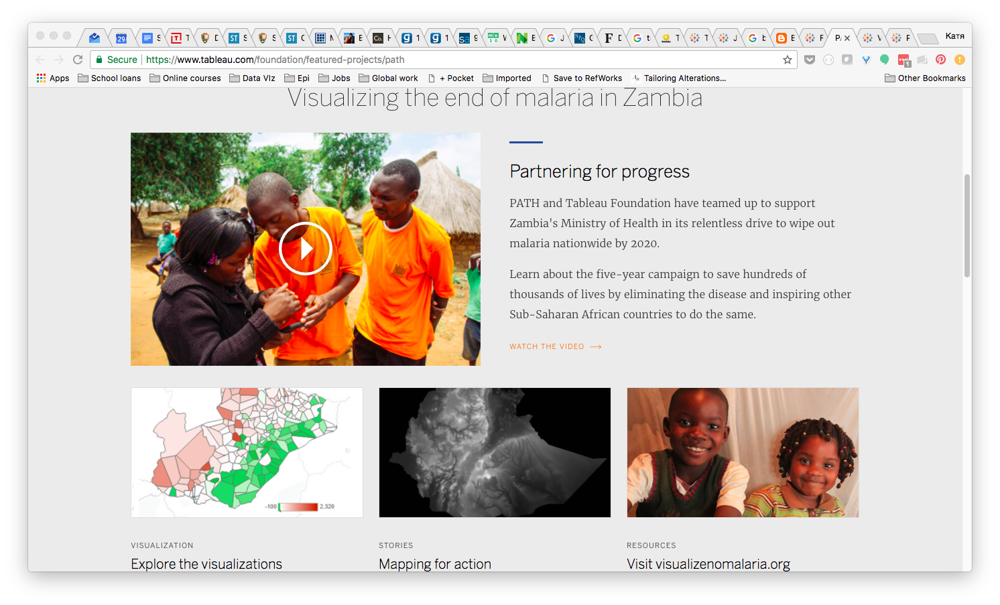 Катя
Secure
https://www.tableau.com/foundation/featured-projects/path
Apps
School loans
Online courses
Data VIz
Epi
Jobs
Global work
+ Pocket
Imported
Save to RefWorks
Tailoring Alterations...
Other Bookmarks
Visualizing the end of malaria in Zambia
Partnering for progress
PATH and Tableau Foundation have teamed up to support
Zambia's Ministry of Health in its relentless drive to wipe out
malaria nationwide by 2020.
Learn about the five-year campaign to save hundreds of
thousands of lives by eliminating the disease and inspiring other
Sub-Saharan African countries to do the same.
WATCH THE VIDEO
-100
2,320
VISUALIZATION
Explore the visualizations
STORIES
Mapping for action
RESOURCES
Visit visualizenomalaria.org